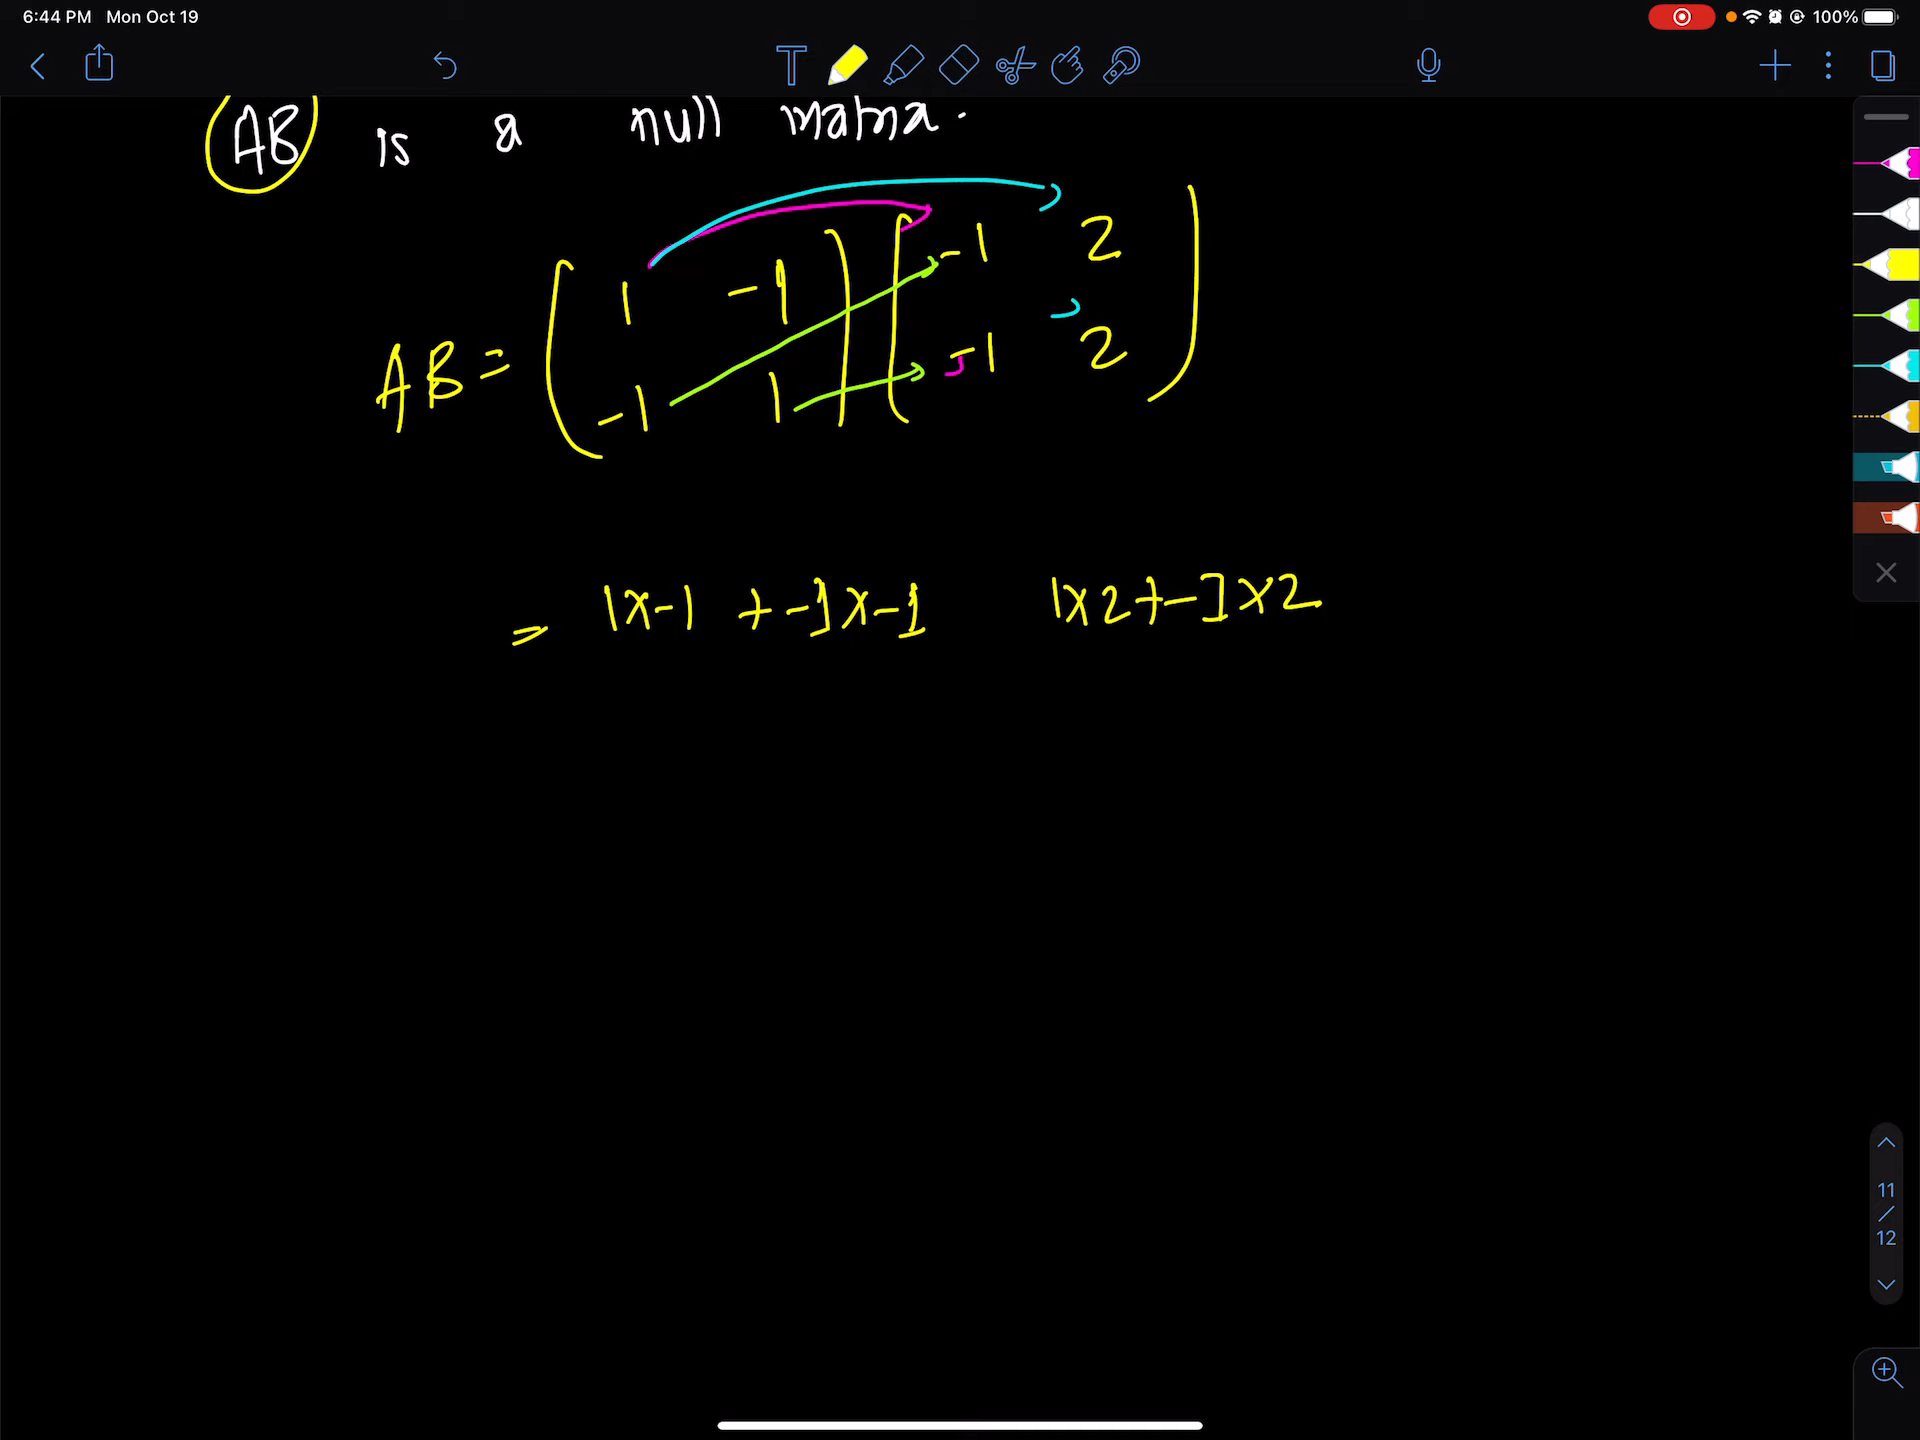 6:44 PM Mon Oct 19 100%
AB is a null matrix.
AB = ( 1 -1 ) [ -1 2 )
-1 1 -1 2
= 1x-1 + -1x-1 1x2+-1x2
11
/
12